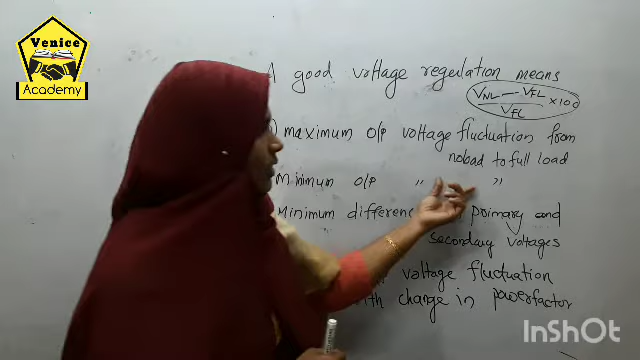 Venice
Academy
A good voltage regulation means
VNL – VFL
VFL
×100
maximum o/p voltage fluctuation from
noload to full load
Minimum o/p " "
Minimum primary and
secondary voltages
voltage fluctuation
change in powerfactor
InShOt